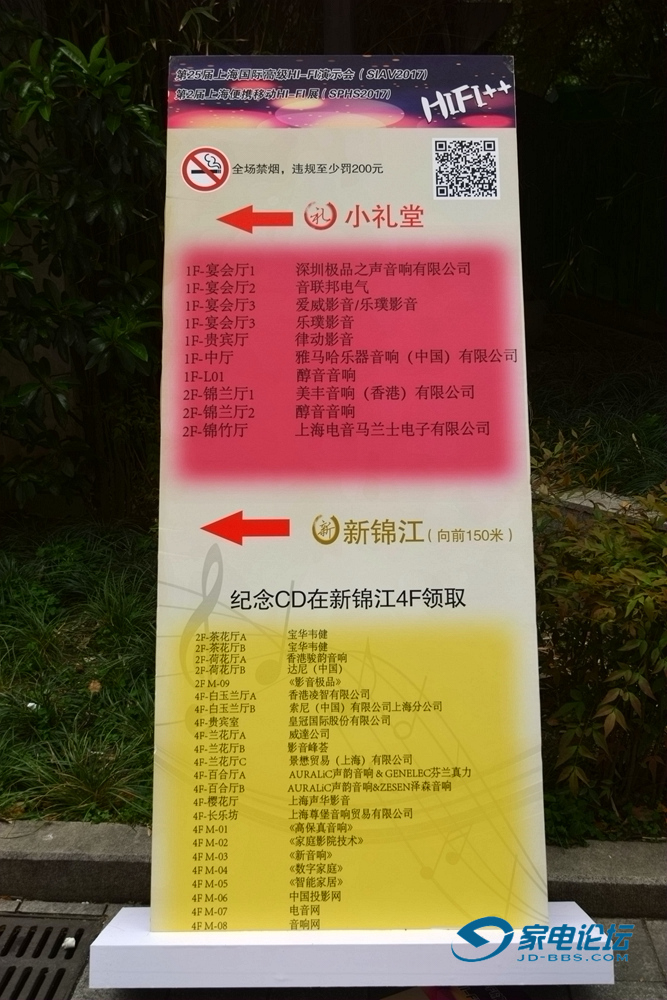 第25届上海国际高级HI-FI演示会（SIAV2017)
第2届上海便携移动HI-FI展（SPHS2017)
HIFI++
全场禁烟，违规至少罚200元
礼 小礼堂
1F-宴会厅1 深圳极品之声音响有限公司
1F-宴会厅2 音联邦电气
1F-宴会厅3 爱威影音/乐璞影音
1F-宴会厅3 乐璞影音
1F-贵宾厅 律动影音
1F-中厅 雅马哈乐器音响（中国）有限公司
1F-L01 醇音音响
2F-锦兰厅1 美丰音响（香港）有限公司
2F-锦兰厅2 醇音音响
2F-锦竹厅 上海电音马兰士电子有限公司
新 新锦江（向前150米）
纪念CD在新锦江4F领取
2F-茶花厅A 宝华韦健
2F-茶花厅B 宝华韦健
2F-荷花厅A 香港骏韵音响
2F-荷花厅B 达尼（中国）
2F M-09 《影音极品》
4F-白玉兰厅A 香港凌智有限公司
4F-白玉兰厅B 索尼（中国）有限公司上海分公司
4F-贵宾室 皇冠国际股份有限公司
4F-兰花厅A 威達公司
4F-兰花厅B 影音峰荟
4F-兰花厅C 景懋贸易（上海）有限公司
4F-百合厅A AURALiC声韵音响 & GENELEC芬兰真力
4F-百合厅B AURALiC声韵音响&ZESEN泽森音响
4F-樱花厅 上海声华影音
4F-长乐坊 上海尊堡音响贸易有限公司
4F M-01 《高保真音响》
4F M-02 《家庭影院技术》
4F M-03 《新音响》
4F M-04 《数字家庭》
4F M-05 《智能家居》
4F M-06 中国投影网
4F M-07 电音网
4F M-08 音响网
家电论坛
JD-BBS.COM